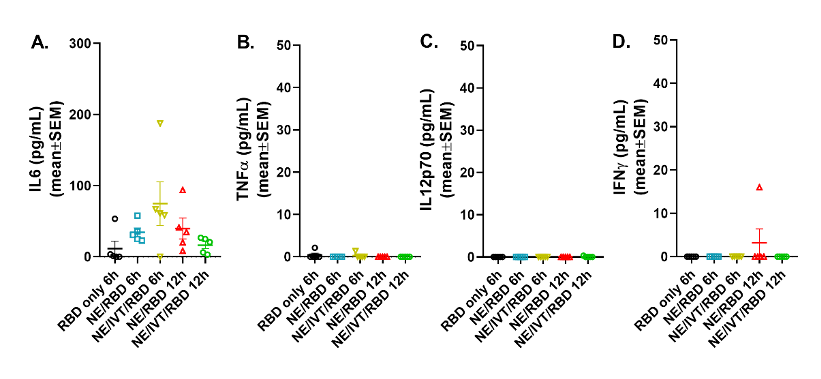 A.
IL6 (pg/mL)
(mean±SEM)
300
200
100
0
RBD only 6h
NE/RBD 6h
NE/IVT/RBD 6h
NE/RBD 12h
NE/IVT/RBD 12h
B.
TNFα (pg/mL)
(mean±SEM)
50
40
30
20
10
0
RBD only 6h
NE/RBD 6h
NE/IVT/RBD 6h
NE/RBD 12h
NE/IVT/RBD 12h
C.
IL12p70 (pg/mL)
(mean±SEM)
50
40
30
20
10
0
RBD only 6h
NE/RBD 6h
NE/IVT/RBD 6h
NE/RBD 12h
NE/IVT/RBD 12h
D.
IFNγ (pg/mL)
(mean±SEM)
50
40
30
20
10
0
RBD only 6h
NE/RBD 6h
NE/IVT/RBD 6h
NE/RBD 12h
NE/IVT/RBD 12h